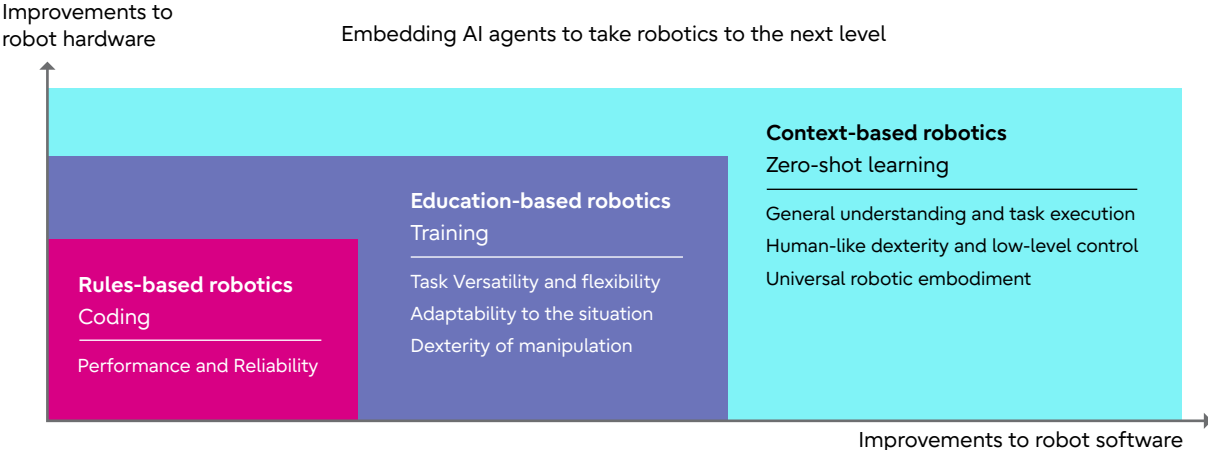 Improvements to
robot hardware
Embedding AI agents to take robotics to the next level
Context-based robotics
Zero-shot learning
General understanding and task execution
Human-like dexterity and low-level control
Universal robotic embodiment
Education-based robotics
Training
Task Versatility and flexibility
Adaptability to the situation
Dexterity of manipulation
Rules-based robotics
Coding
Performance and Reliability
Improvements to robot software